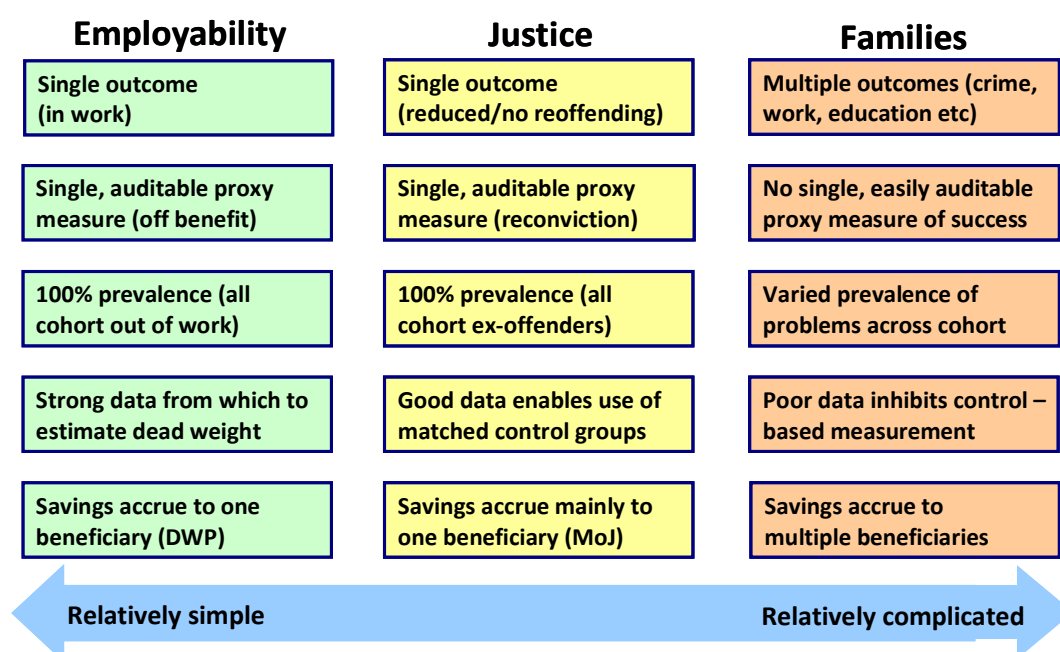 Employability
Justice
Families
Single outcome
(in work)
Single outcome
(reduced/no reoffending)
Multiple outcomes (crime,
work, education etc)
Single, auditable proxy
measure (off benefit)
Single, auditable proxy
measure (reconviction)
No single, easily auditable
proxy measure of success
100% prevalence (all
cohort out of work)
100% prevalence (all
cohort ex-offenders)
Varied prevalence of
problems across cohort
Strong data from which to
estimate dead weight
Good data enables use of
matched control groups
Poor data inhibits control –
based measurement
Savings accrue to one
beneficiary (DWP)
Savings accrue mainly to
one beneficiary (MoJ)
Savings accrue to
multiple beneficiaries
Relatively simple
Relatively complicated